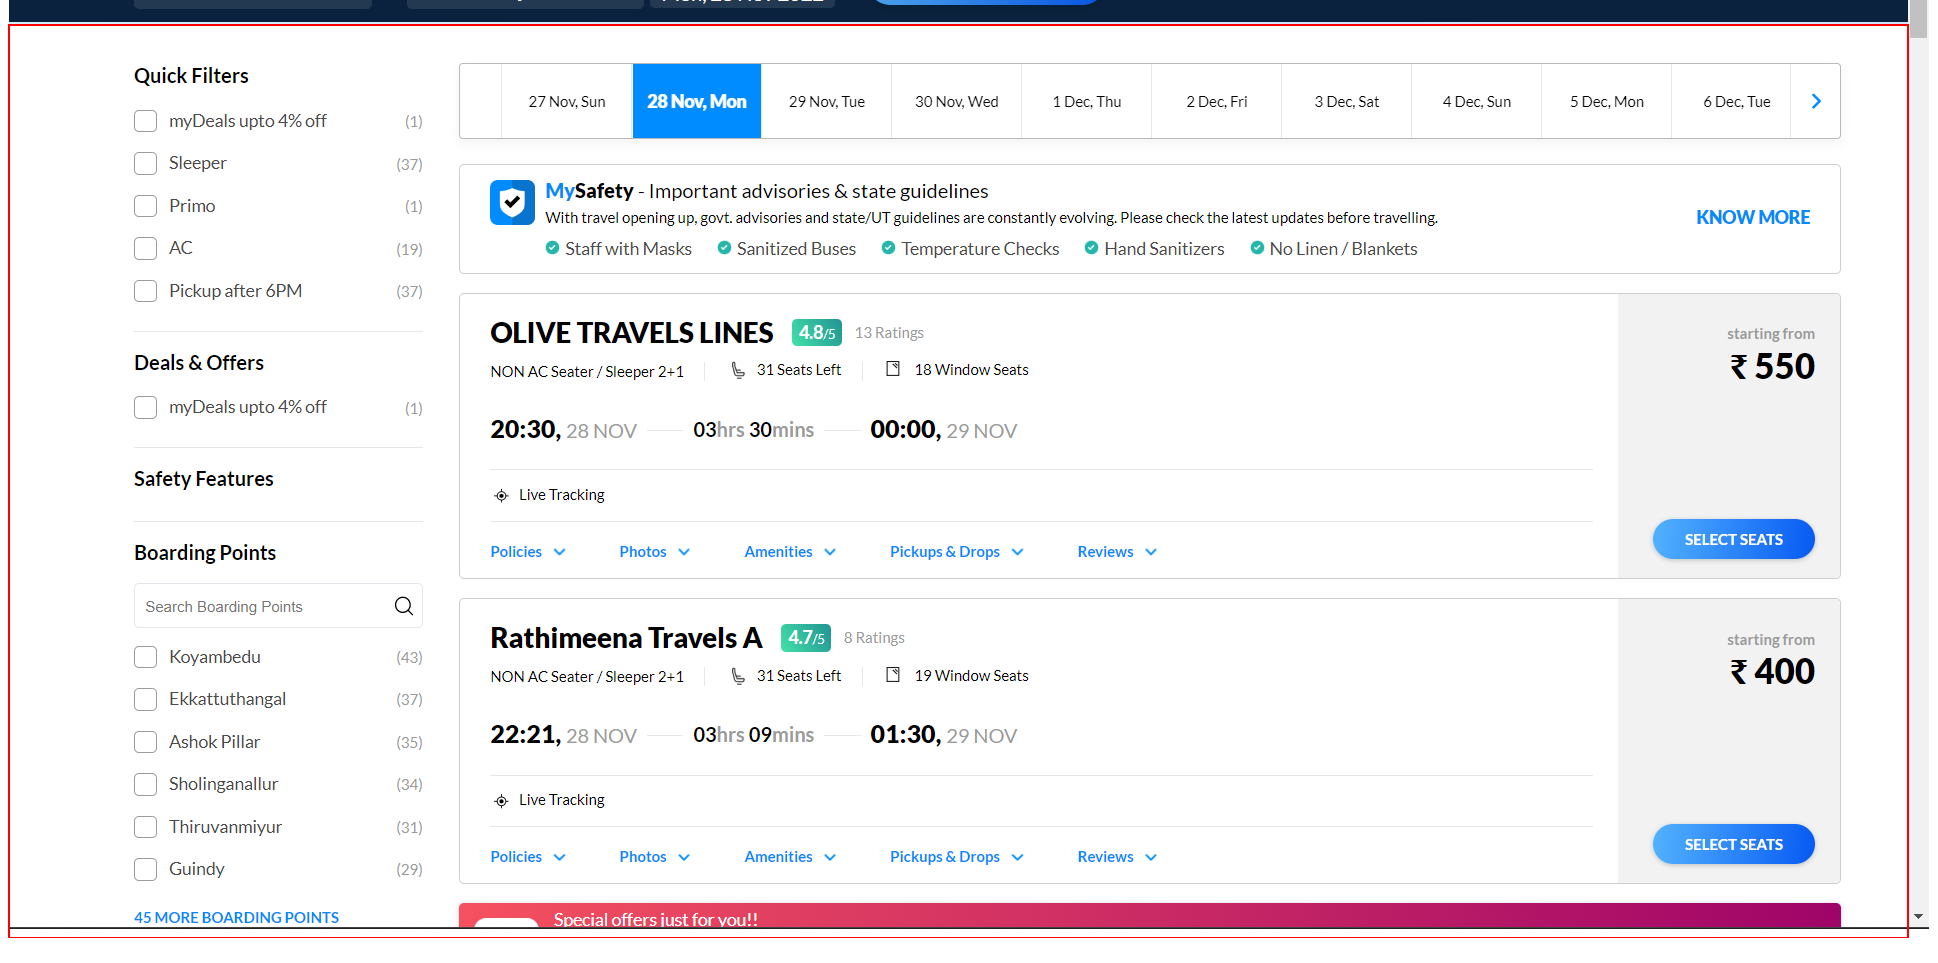 Quick Filters
myDeals upto 4% off (1)
Sleeper (37)
Primo (1)
AC (19)
Pickup after 6PM (37)
Deals & Offers
myDeals upto 4% off (1)
Safety Features
Boarding Points
Search Boarding Points
Koyambedu (43)
Ekkattuthangal (37)
Ashok Pillar (35)
Sholinganallur (34)
Thiruvanmiyur (31)
Guindy (29)
45 MORE BOARDING POINTS
27 Nov, Sun 28 Nov, Mon 29 Nov, Tue 30 Nov, Wed 1 Dec, Thu 2 Dec, Fri 3 Dec, Sat 4 Dec, Sun 5 Dec, Mon 6 Dec, Tue
MySafety - Important advisories & state guidelines
With travel opening up, govt. advisories and state/UT guidelines are constantly evolving. Please check the latest updates before travelling.
KNOW MORE
Staff with Masks Sanitized Buses Temperature Checks Hand Sanitizers No Linen / Blankets
OLIVE TRAVELS LINES 4.8/5 13 Ratings
starting from
₹ 550
NON AC Seater / Sleeper 2+1 31 Seats Left 18 Window Seats
20:30, 28 NOV 03hrs 30mins 00:00, 29 NOV
Live Tracking
Policies Photos Amenities Pickups & Drops Reviews
SELECT SEATS
Rathimeena Travels A 4.7/5 8 Ratings
starting from
₹ 400
NON AC Seater / Sleeper 2+1 31 Seats Left 19 Window Seats
22:21, 28 NOV 03hrs 09mins 01:30, 29 NOV
Live Tracking
Policies Photos Amenities Pickups & Drops Reviews
SELECT SEATS
Special offers just for you!!